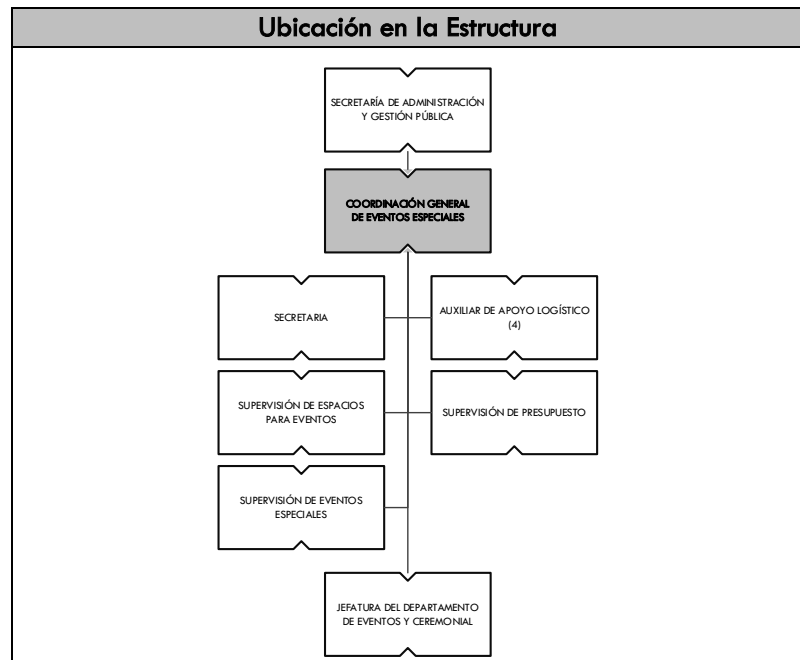 Ubicación en la Estructura
SECRETARÍA DE ADMINISTRACIÓN
Y GESTIÓN PÚBLICA
COORDINACIÓN GENERAL
DE EVENTOS ESPECIALES
SECRETARIA
AUXILIAR DE APOYO LOGÍSTICO
(4)
SUPERVISIÓN DE ESPACIOS
PARA EVENTOS
SUPERVISIÓN DE PRESUPUESTO
SUPERVISIÓN DE EVENTOS
ESPECIALES
JEFATURA DEL DEPARTAMENTO
DE EVENTOS Y CEREMONIAL